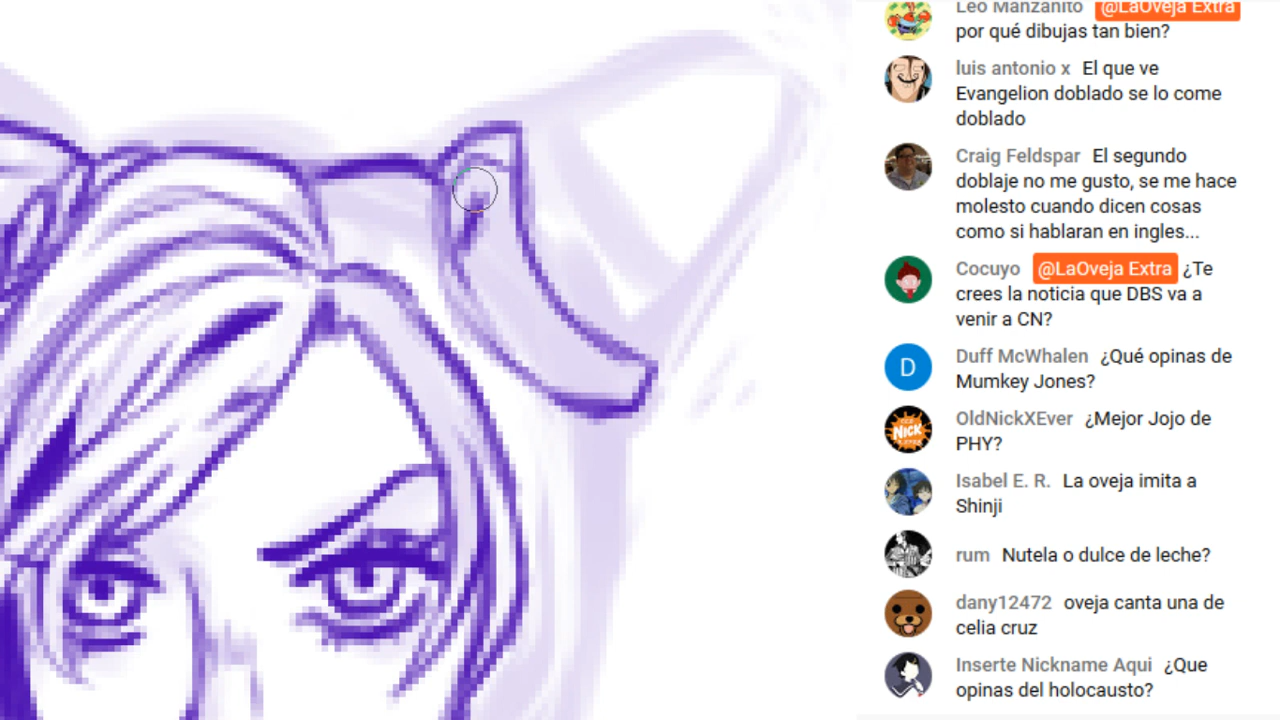 Leo Manzanito @LaOveja Extra
por qué dibujas tan bien?
luis antonio x El que ve
Evangelion doblado se lo come
doblado
Craig Feldspar El segundo
doblaje no me gusto, se me hace
molesto cuando dicen cosas
como si hablaran en ingles...
Cocuyo @LaOveja Extra ¿Te
crees la noticia que DBS va a
venir a CN?
D
Duff McWhalen ¿Qué opinas de
Mumkey Jones?
NICK
OldNickXEver ¿Mejor Jojo de
PHY?
Isabel E. R. La oveja imita a
Shinji
rum Nutela o dulce de leche?
dany12472 oveja canta una de
celia cruz
Inserte Nickname Aqui ¿Que
opinas del holocausto?